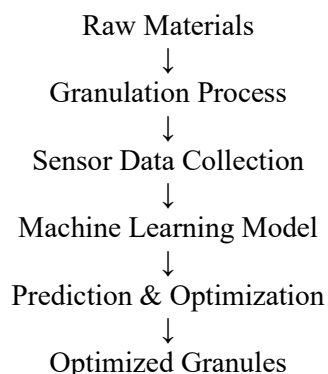 Raw Materials
↓
Granulation Process
↓
Sensor Data Collection
↓
Machine Learning Model
↓
Prediction & Optimization
↓
Optimized Granules